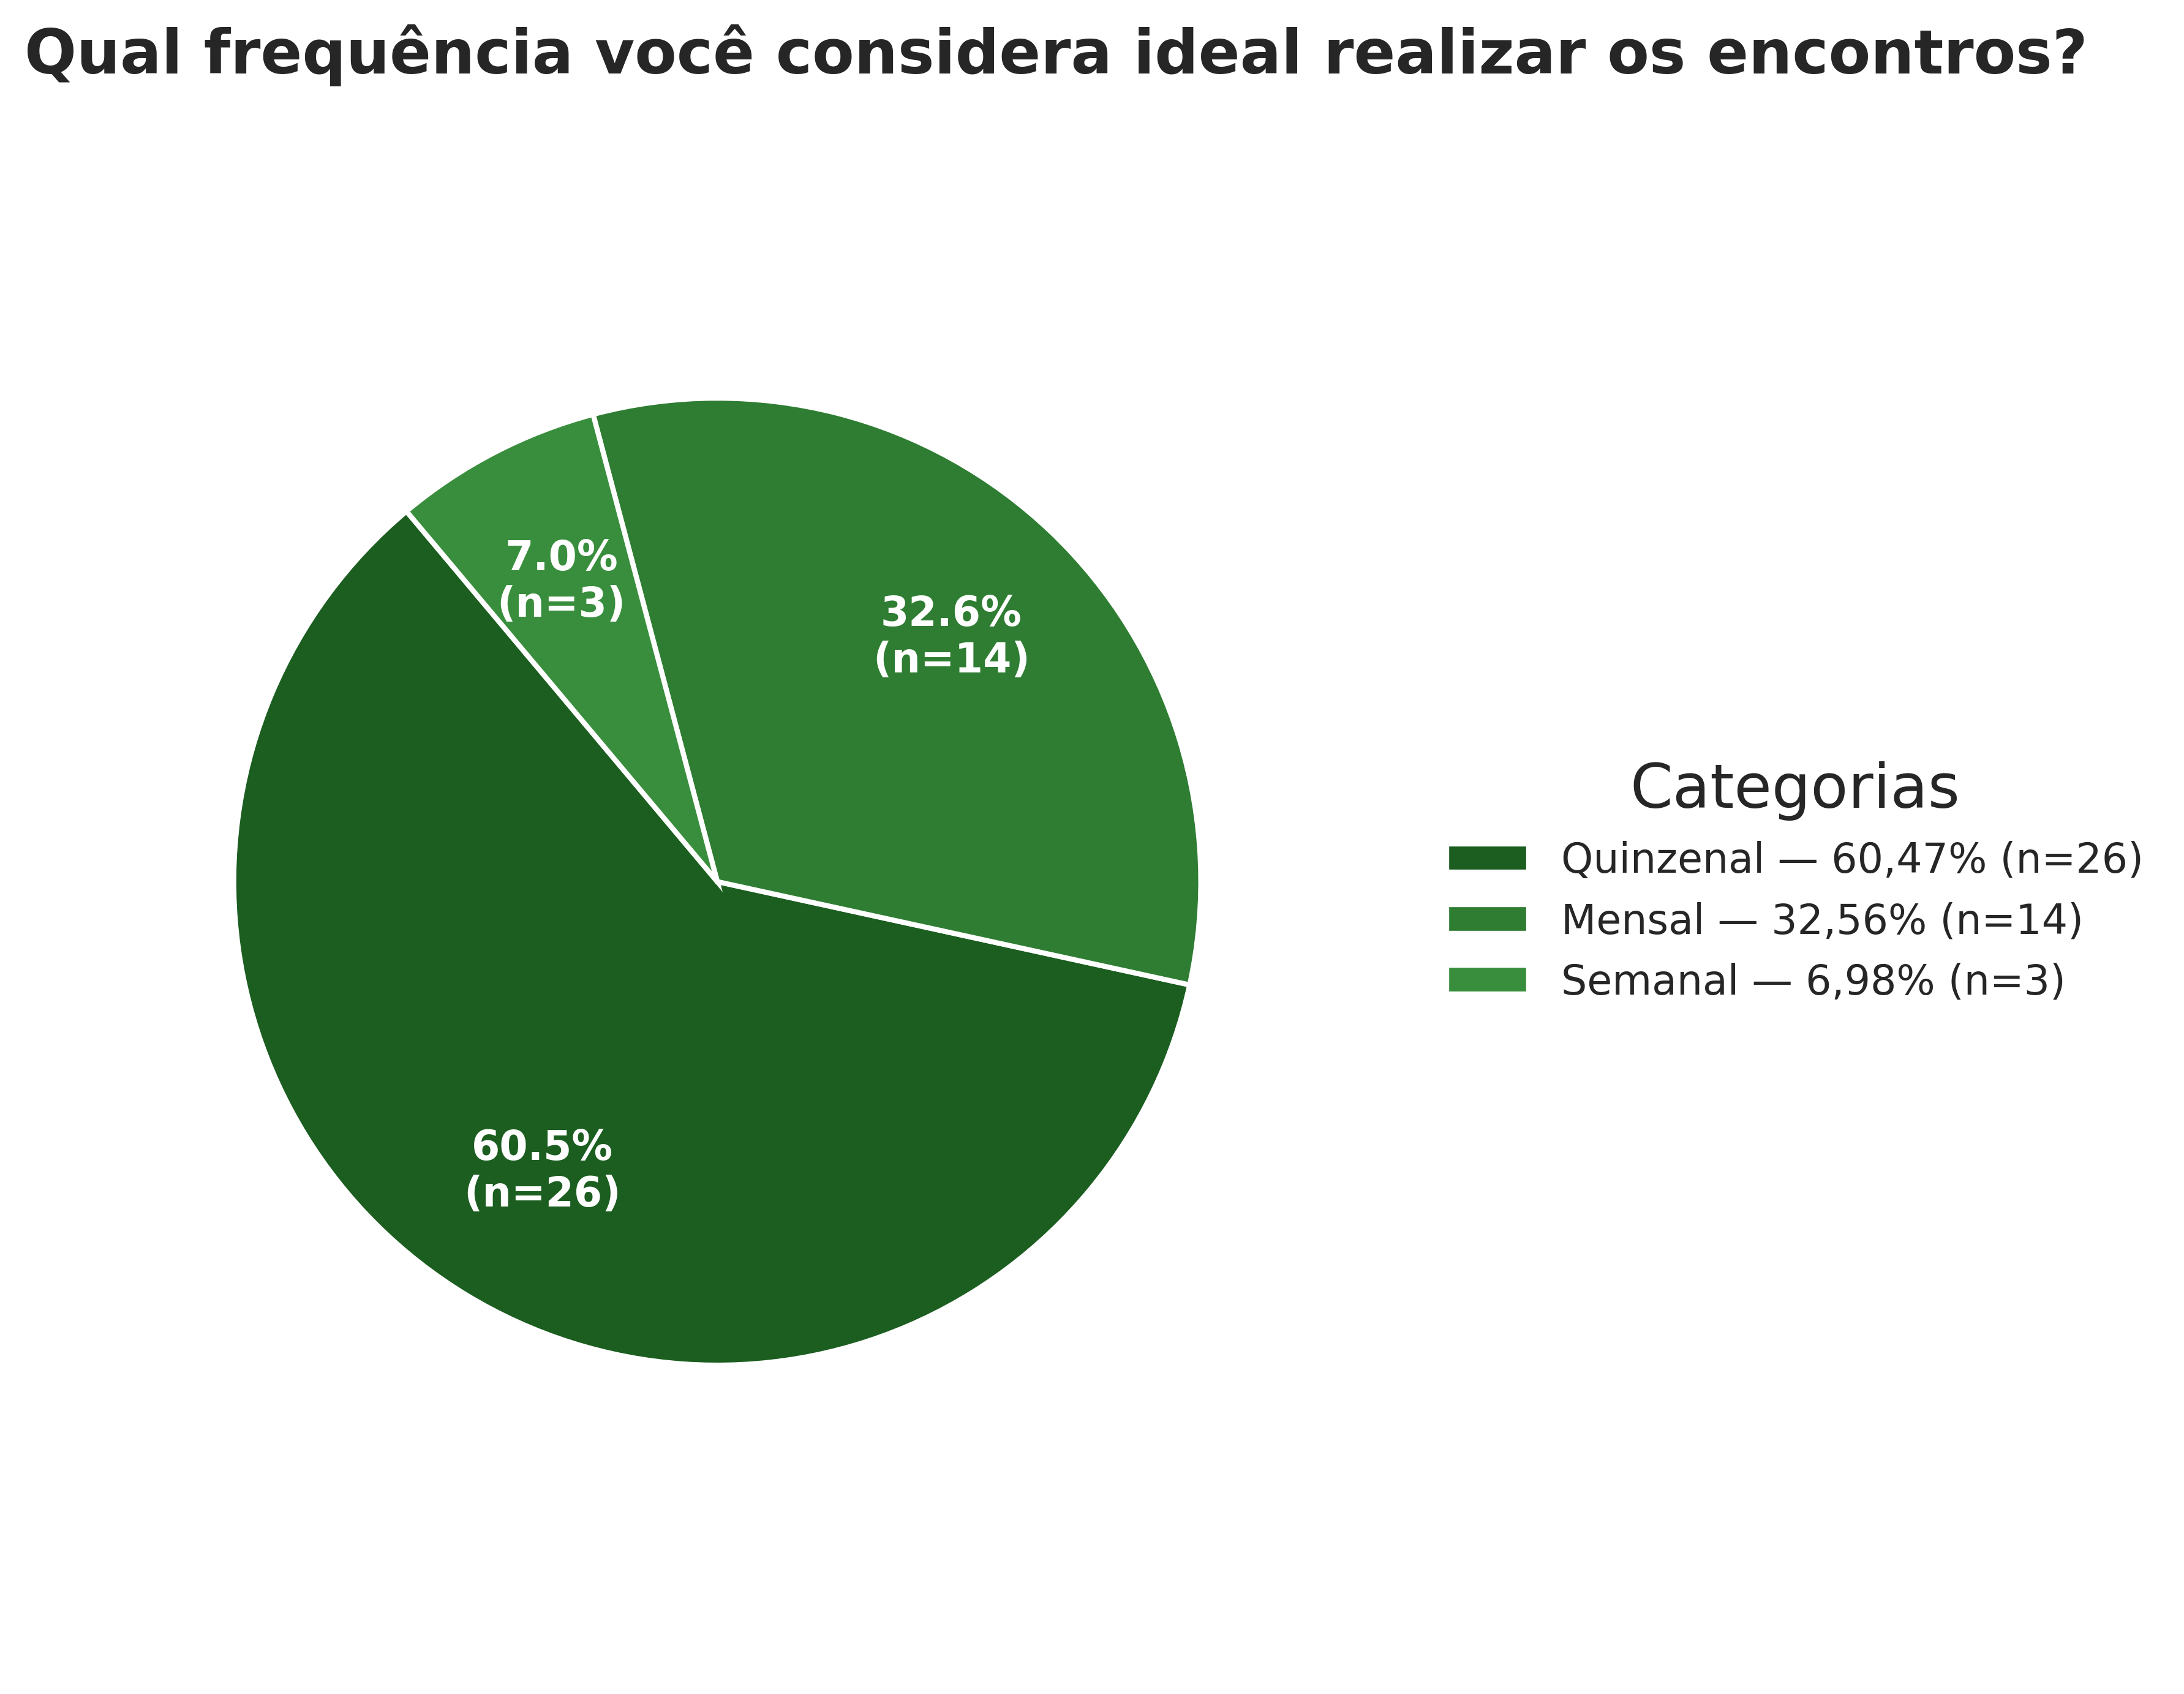 Qual frequência você considera ideal realizar os encontros?
7.0%
(n=3)
32.6%
(n=14)
60.5%
(n=26)
Categorias
Quinzenal — 60,47% (n=26)
Mensal — 32,56% (n=14)
Semanal — 6,98% (n=3)